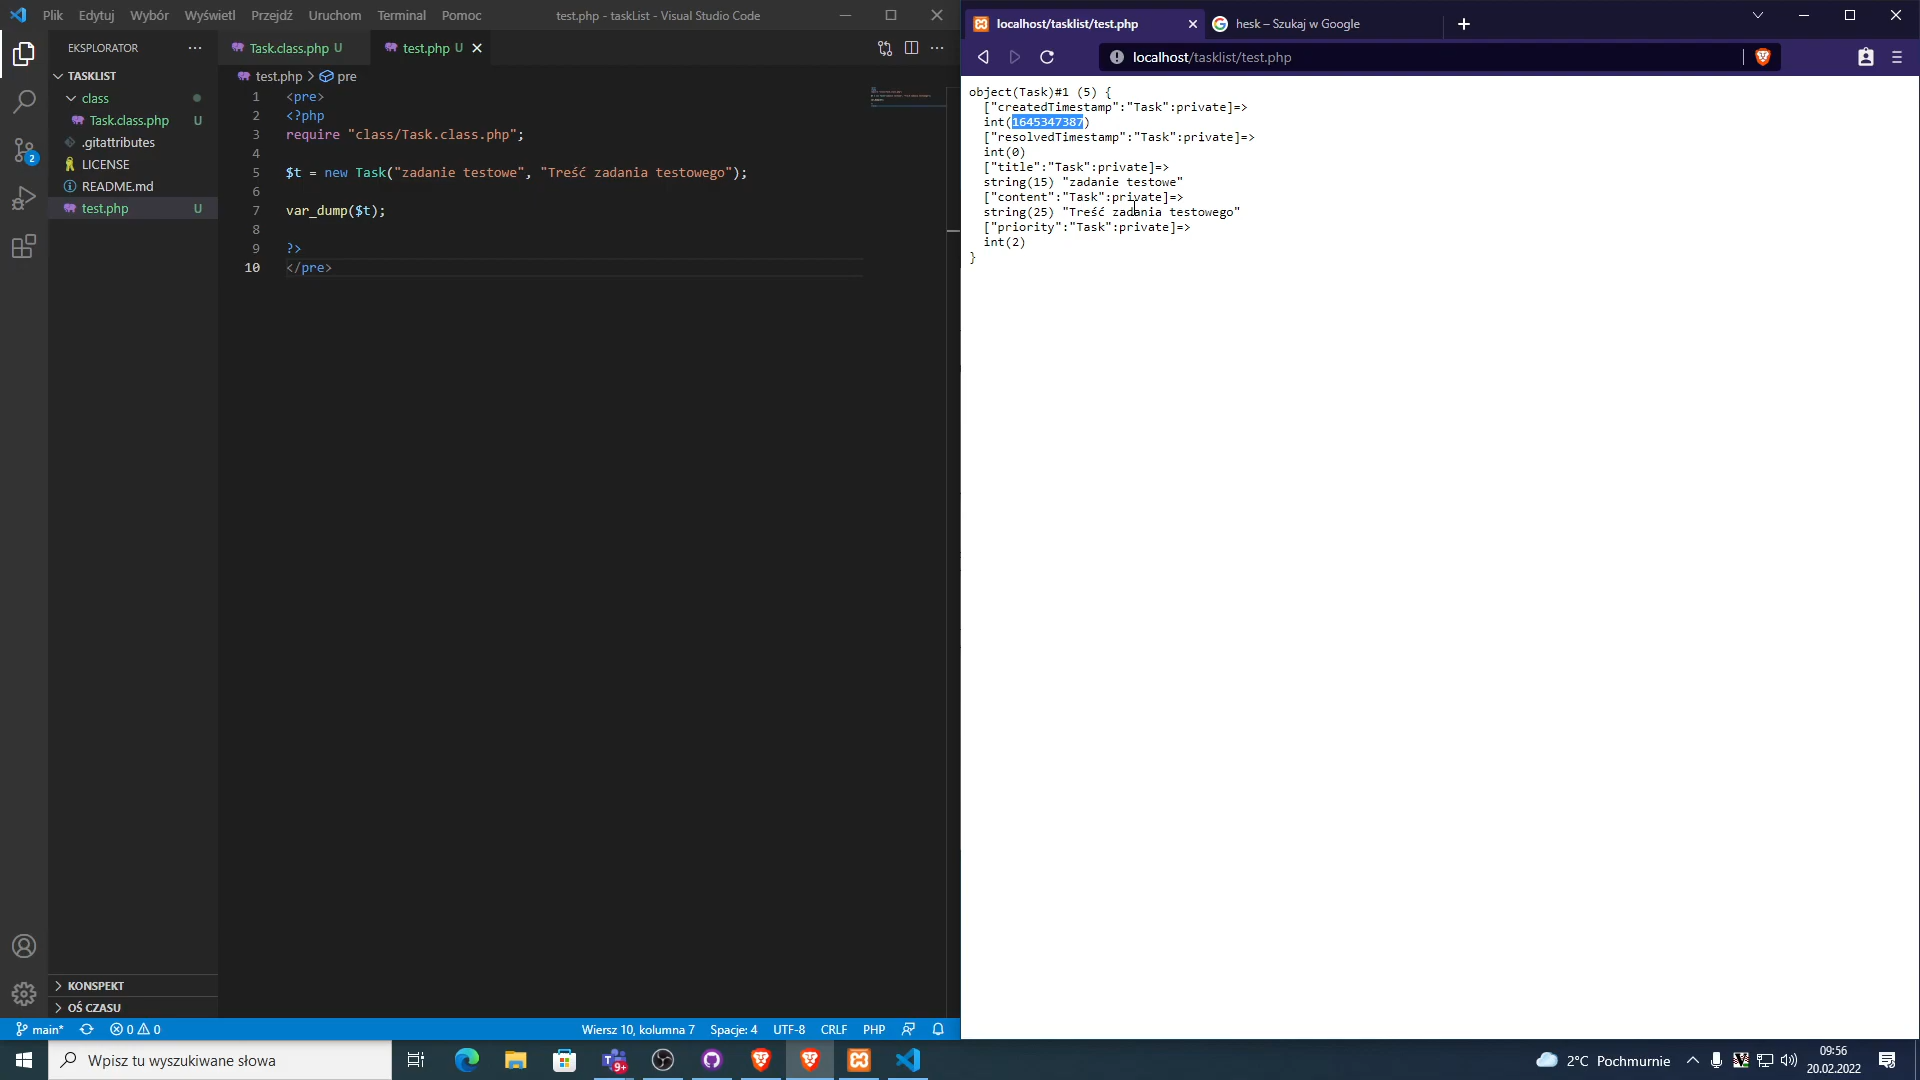 Plik Edytuj Wybór Wyświetl Przejdź Uruchom Terminal Pomoc
test.php - taskList - Visual Studio Code
EKSPLORATOR
TASKLIST
class
Task.class.php U
.gitattributes
LICENSE
README.md
test.php U
KONSPEKT
OŚ CZASU
Task.class.php U
test.php U
test.php > pre
1 <pre>
2 <?php
3 require "class/Task.class.php";
4
5 $t = new Task("zadanie testowe", "Treść zadania testowego");
6
7 var_dump($t);
8
9 ?>
10 </pre>
2
main*
0 0
Wiersz 10, kolumna 7
Spacje: 4
UTF-8
CRLF
PHP
localhost/tasklist/test.php
hesk – Szukaj w Google
localhost/tasklist/test.php
object(Task)#1 (5) {
["createdTimestamp":"Task":private]=>
int(1645347387)
["resolvedTimestamp":"Task":private]=>
int(0)
["title":"Task":private]=>
string(15) "zadanie testowe"
["content":"Task":private]=>
string(25) "Treść zadania testowego"
["priority":"Task":private]=>
int(2)
}
Wpisz tu wyszukiwane słowa
9+
2°C Pochmurnie
09:56
20.02.2022